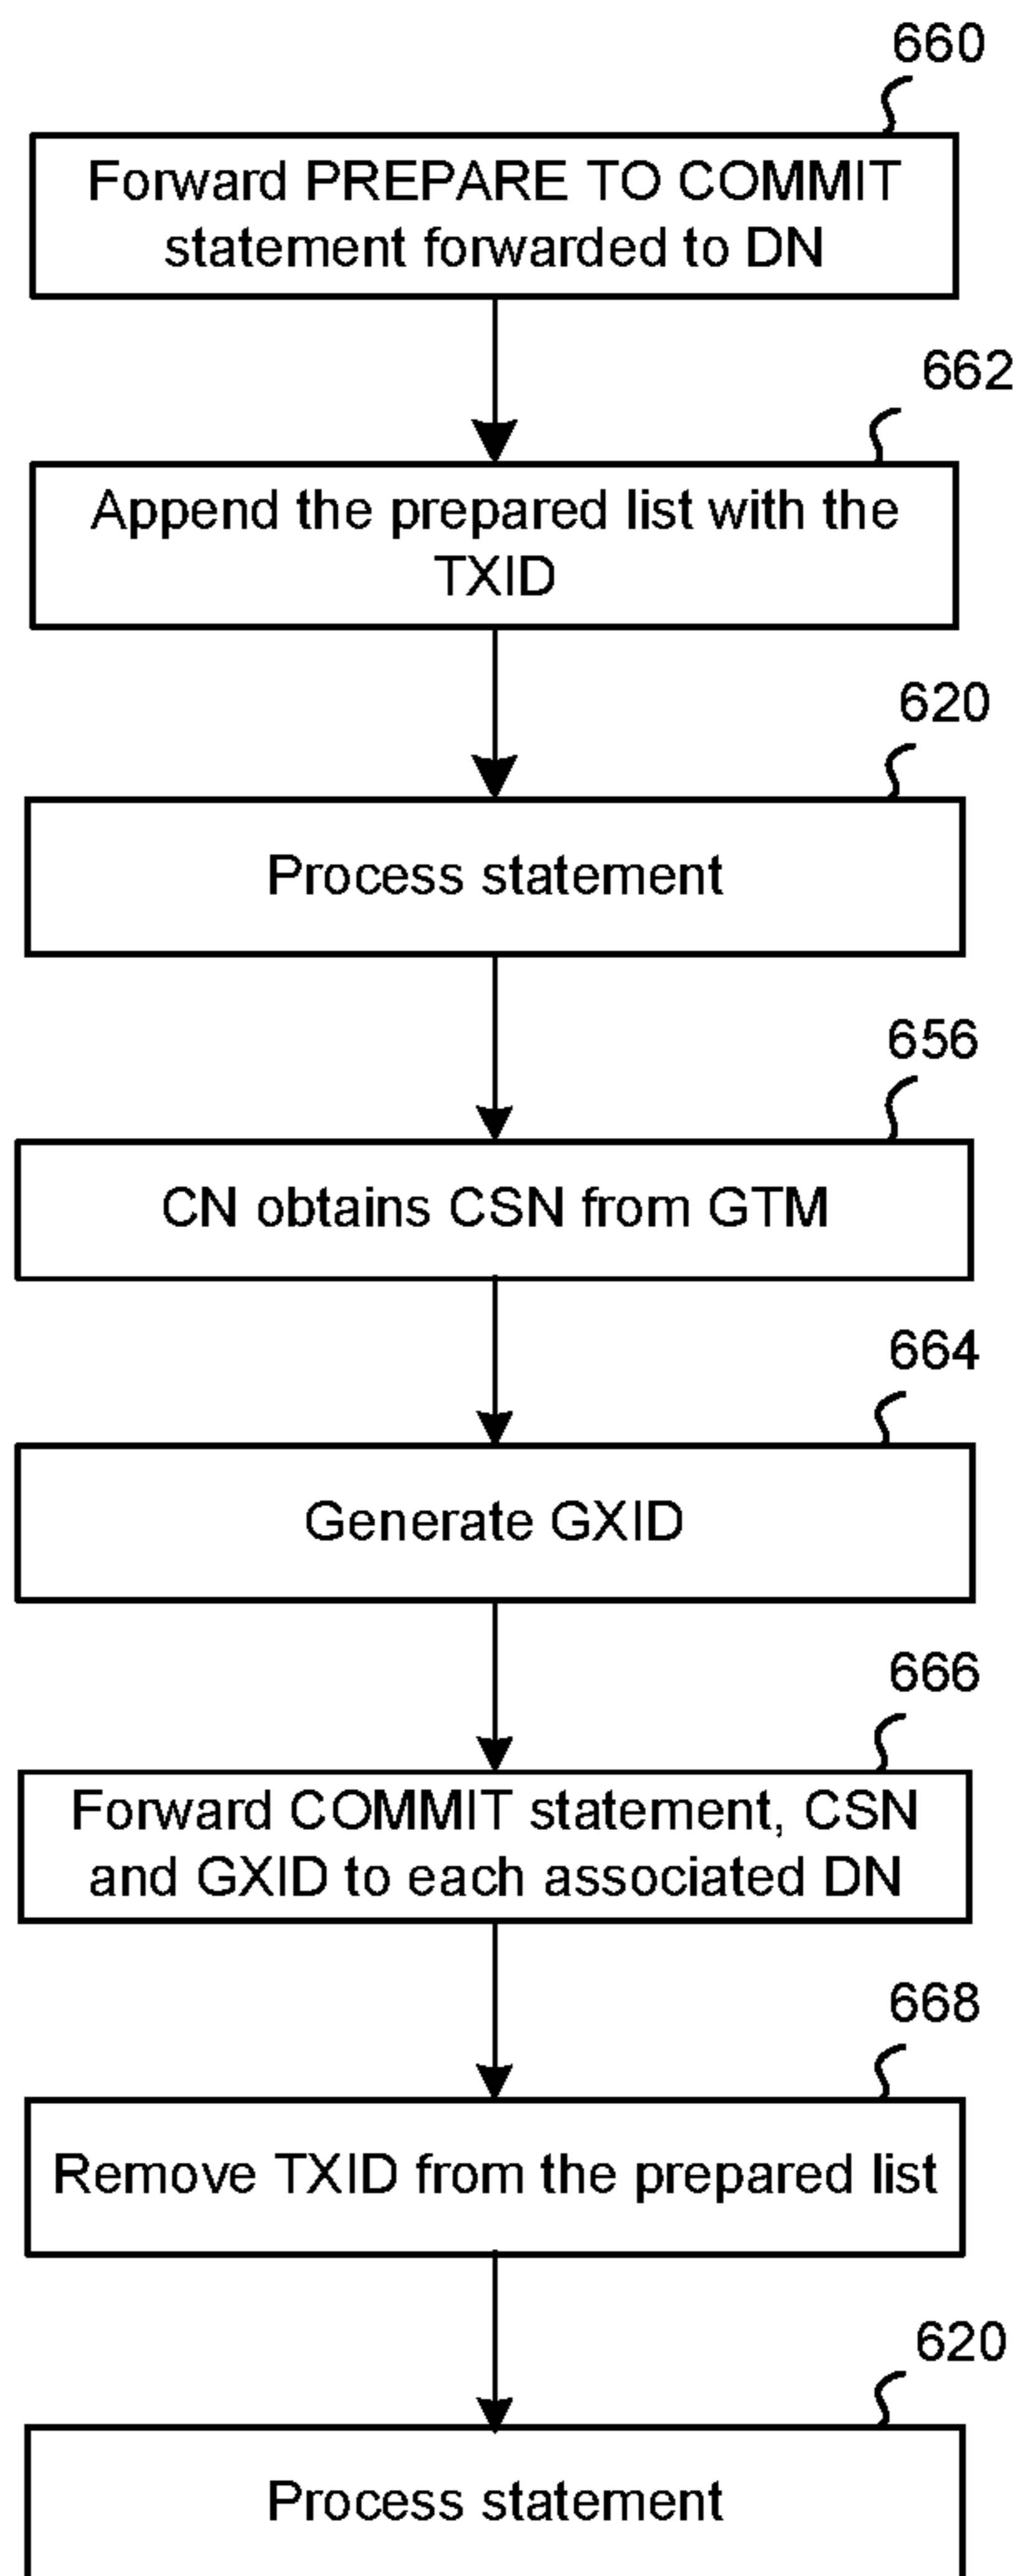 660
Forward PREPARE TO COMMIT
statement forwarded to DN
662
Append the prepared list with the
TXID
620
Process statement
656
CN obtains CSN from GTM
664
Generate GXID
666
Forward COMMIT statement, CSN
and GXID to each associated DN
668
Remove TXID from the prepared list
620
Process statement